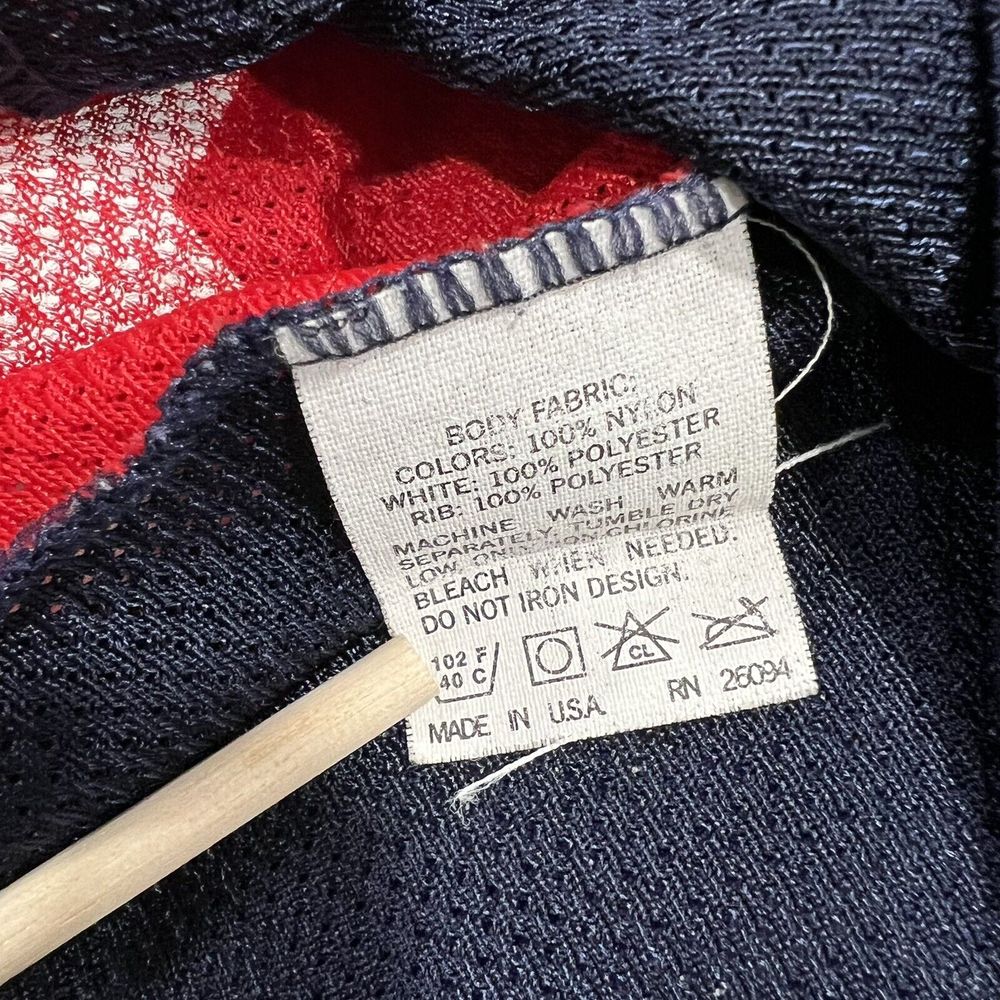 BODY FABRIC:
COLORS: 100% NYLON
WHITE: 100% POLYESTER
RIB: 100% POLYESTER
MACHINE WASH WARM
SEPARATELY TUMBLE DRY
LOW ONLY NON-CHLORINE
BLEACH WHEN NEEDED.
DO NOT IRON DESIGN.
102 F
40 C
CL
MADE IN U.S.A.
RN 26094